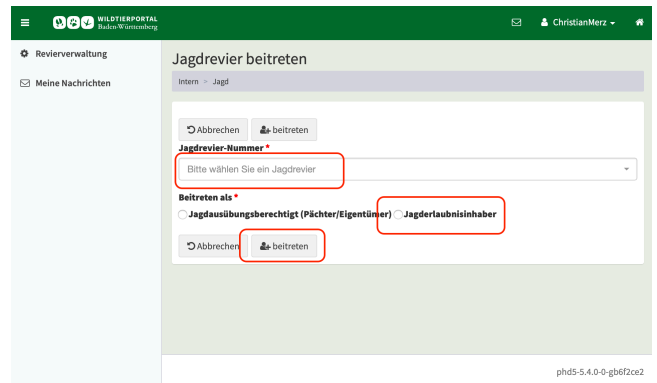 WILDTIERPORTAL
Baden-Württemberg
ChristianMerz
Revierverwaltung
Meine Nachrichten
Jagdrevier beitreten
Intern > Jagd
Abbrechen beitreten
Jagdrevier-Nummer *
Bitte wählen Sie ein Jagdrevier
Beitreten als *
Jagdausübungsberechtigt (Pächter/Eigentümer) Jagderlaubnisinhaber
Abbrechen beitreten
phd5-5.4.0-0-gb6f2ce2